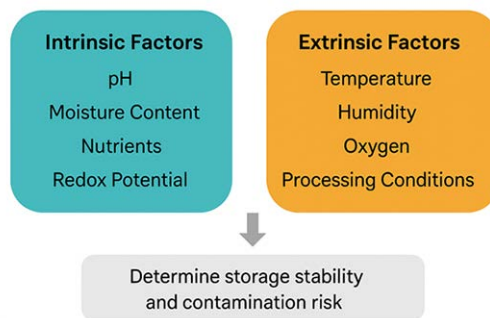 Intrinsic Factors
pH
Moisture Content
Nutrients
Redox Potential
Extrinsic Factors
Temperature
Humidity
Oxygen
Processing Conditions
Determine storage stability
and contamination risk